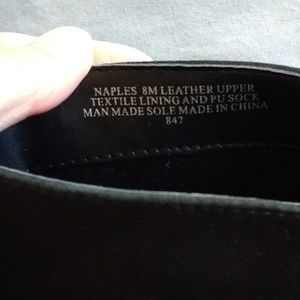 NAPLES 8M LEATHER UPPER
TEXTILE LINING AND PU SOCK
MAN MADE SOLE MADE IN CHINA
847